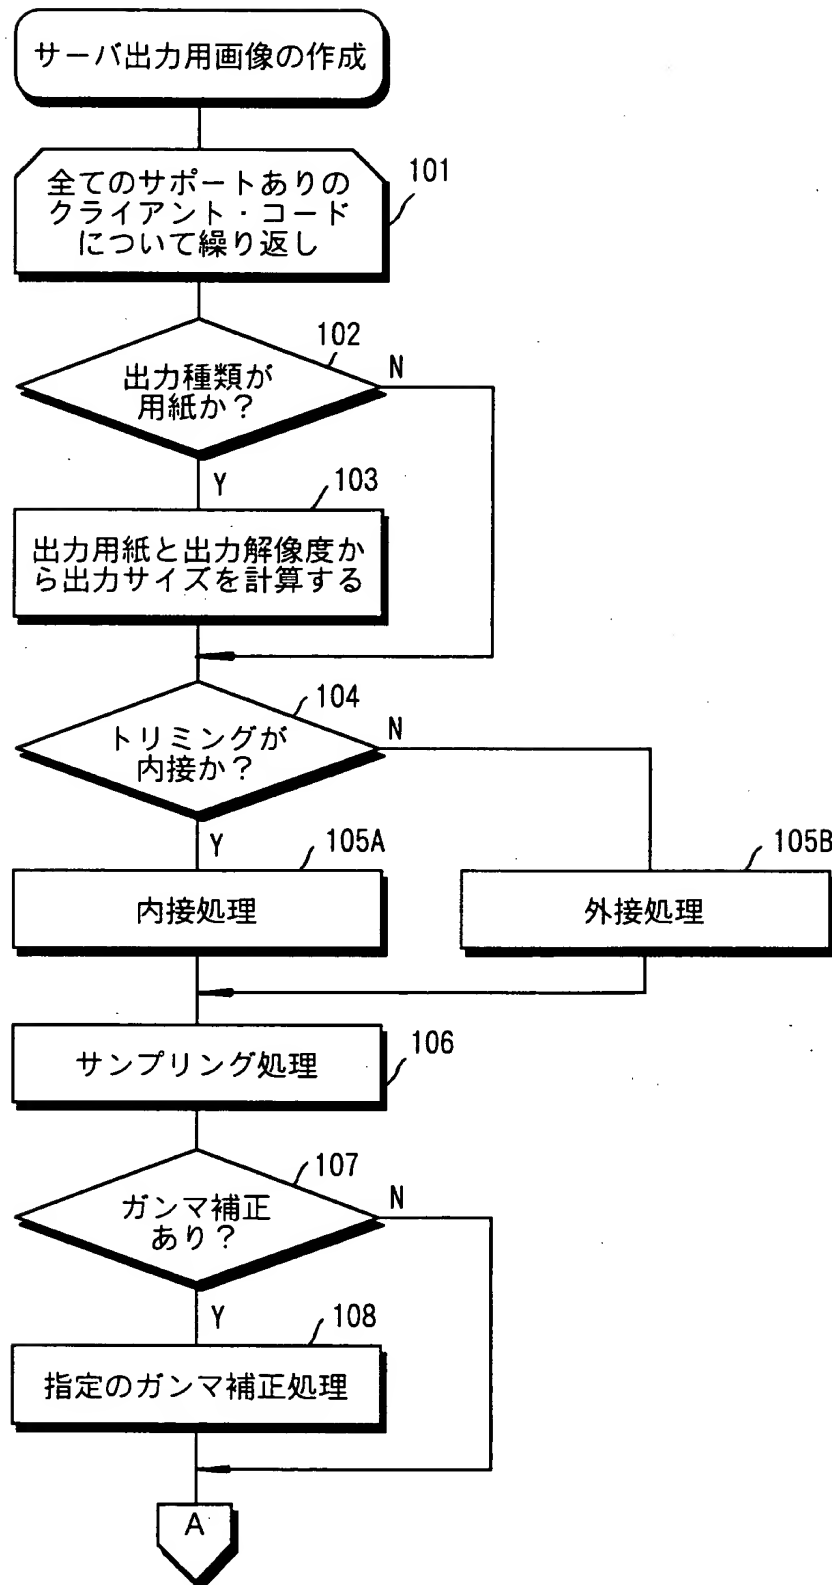 サーバ出力用画像の作成
全てのサポートありの
クライアント・コード
について繰り返し
101
102
出力種類が
用紙か？
N
Y
103
出力用紙と出力解像度か
ら出力サイズを計算する
104
トリミングが
内接か？
N
Y
105A
105B
内接処理
外接処理
サンプリング処理
106
107
ガンマ補正
あり？
N
Y
108
指定のガンマ補正処理
A